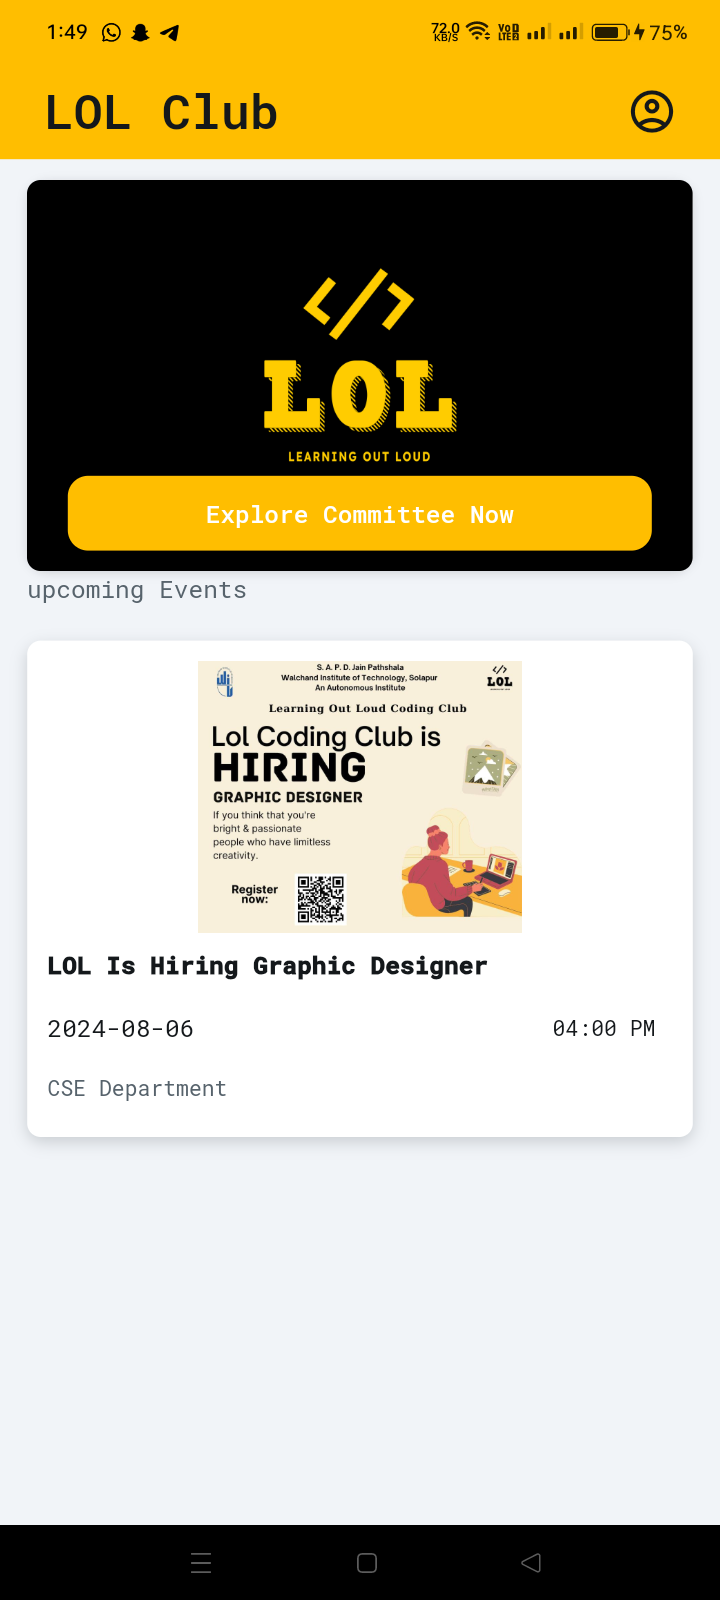 1:49
72.0
KB/S
Vo
LTE
75%
LOL Club
LOL
LEARNING OUT LOUD
Explore Committee Now
upcoming Events
S. A. P. D. Jain Pathshala
Walchand Institute of Technology, Solapur
An Autonomous Institute
LOL
Learning Out Loud Coding Club
Lol Coding Club is
HIRING
GRAPHIC DESIGNER
If you think that you're
bright & passionate
people who have limitless
creativity.
Register
now:
LOL Is Hiring Graphic Designer
2024-08-06
04:00 PM
CSE Department